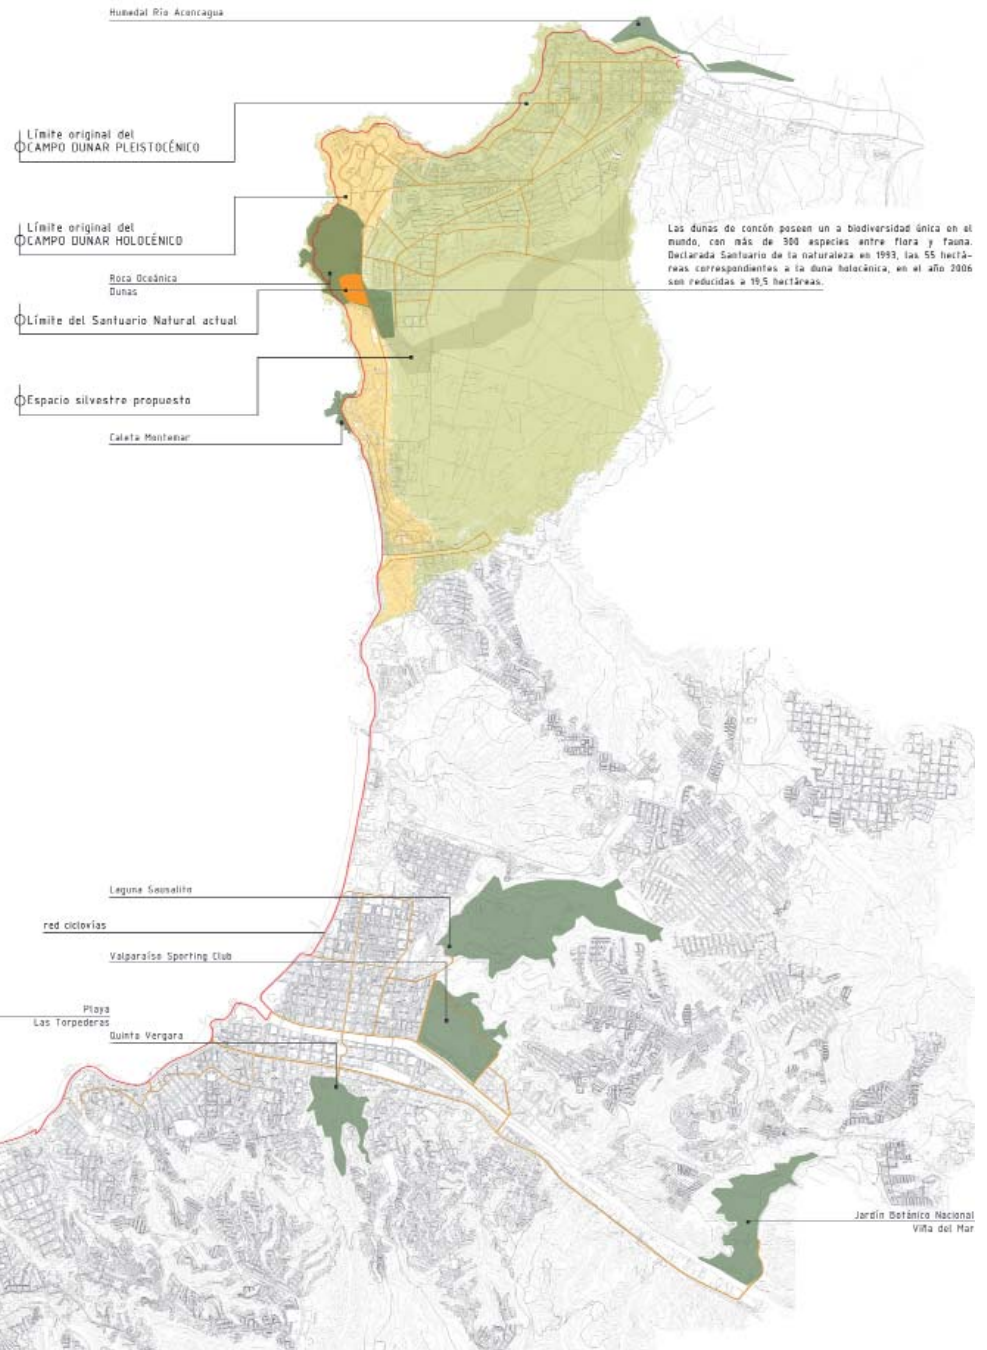 Humedal Río Aconcagua
Límite original del
CAMPO DUNAR PLEISTOCÉNICO
Límite original del
CAMPO DUNAR HOLOCÉNICO
Las dunas de concón poseen un a biodiversidad única en el
mundo, con más de 300 especies entre flora y fauna.
Declarada Santuario de la naturaleza en 1993, las 55 hectá-
reas correspondientes a la duna holocénica, en el año 2006
son reducidas a 19,5 hectáreas.
Roca Oceánica
Dunas
Límite del Santuario Natural actual
Espacio silvestre propuesto
Caleta Montemar
Laguna Sausalito
red ciclovías
Valparaíso Sporting Club
Playa
Las Torpederas
Quinta Vergara
Jardín Botánico Nacional
Viña del Mar